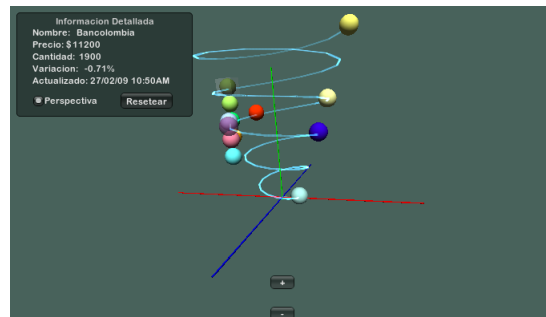 Informacion Detallada
Nombre: Bancolombia
Precio: $11200
Cantidad: 1900
Variacion: -0.71%
Actualizado: 27/02/09 10:50AM
Perspectiva
Resetear
+
-